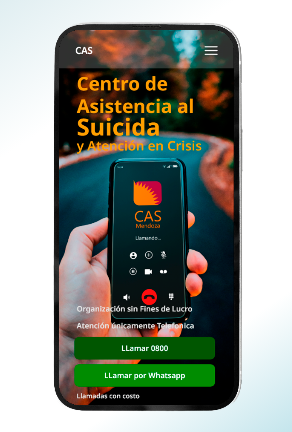 CAS
Centro de
Asistencia al
Suicida
y Atención en Crisis
CAS
Mendoza
Llamando...
Organización sin Fines de Lucro
Atención únicamente Telefonica
LLamar 0800
LLamar por Whatsapp
Llamadas con costo